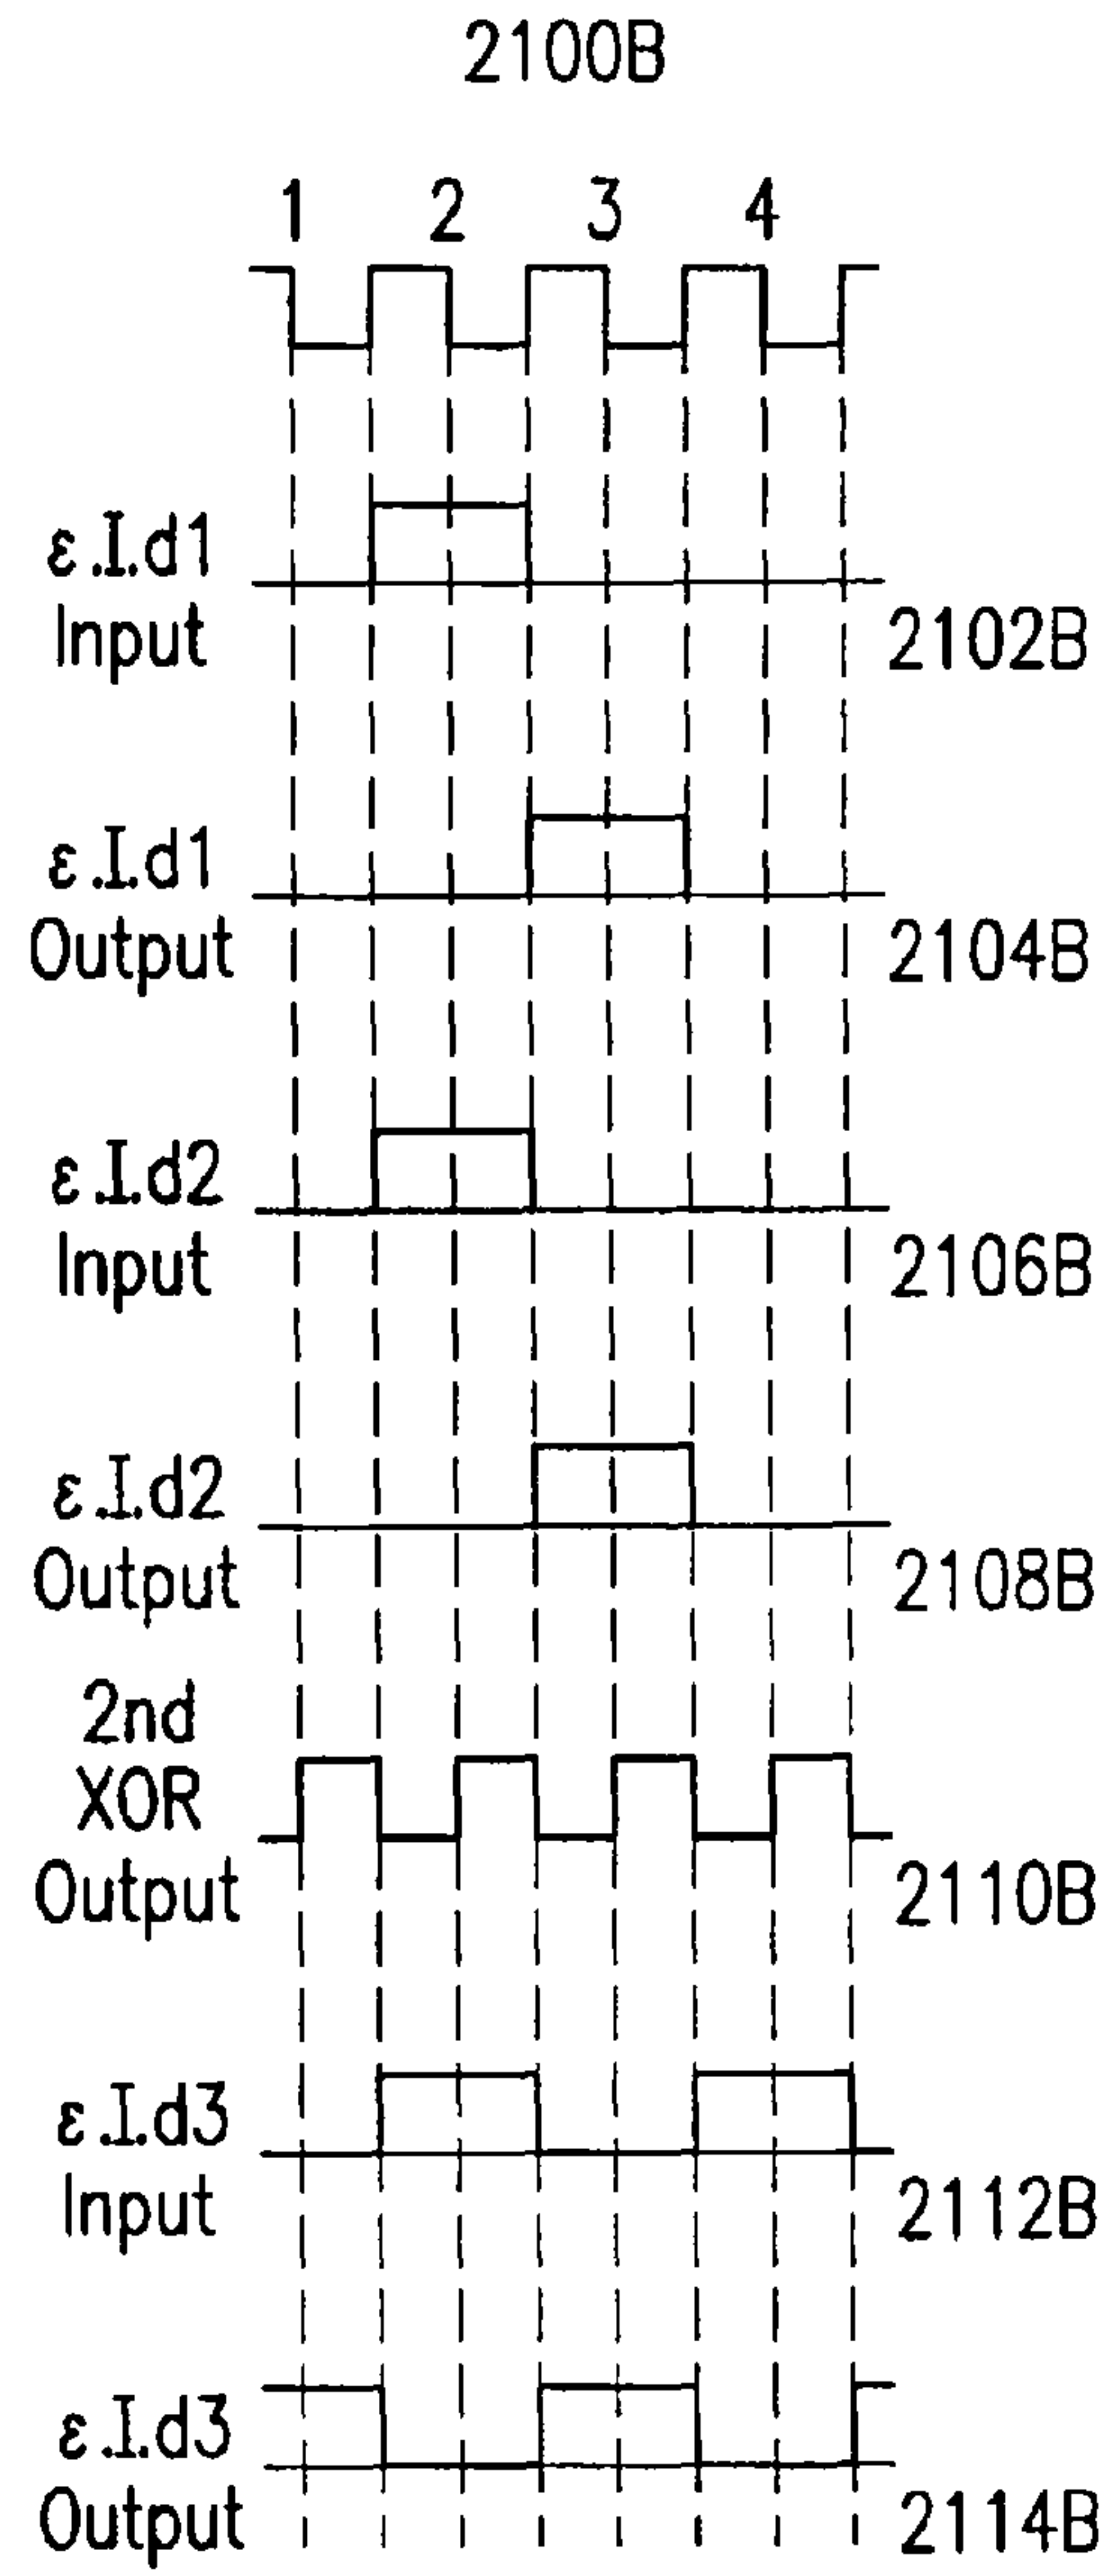 2100B
1 2 3 4
ε.I.d1
Input
2102B
ε.I.d1
Output
2104B
ε.I.d2
Input
2106B
ε.I.d2
Output
2108B
2nd
XOR
Output
2110B
ε.I.d3
Input
2112B
ε.I.d3
Output
2114B